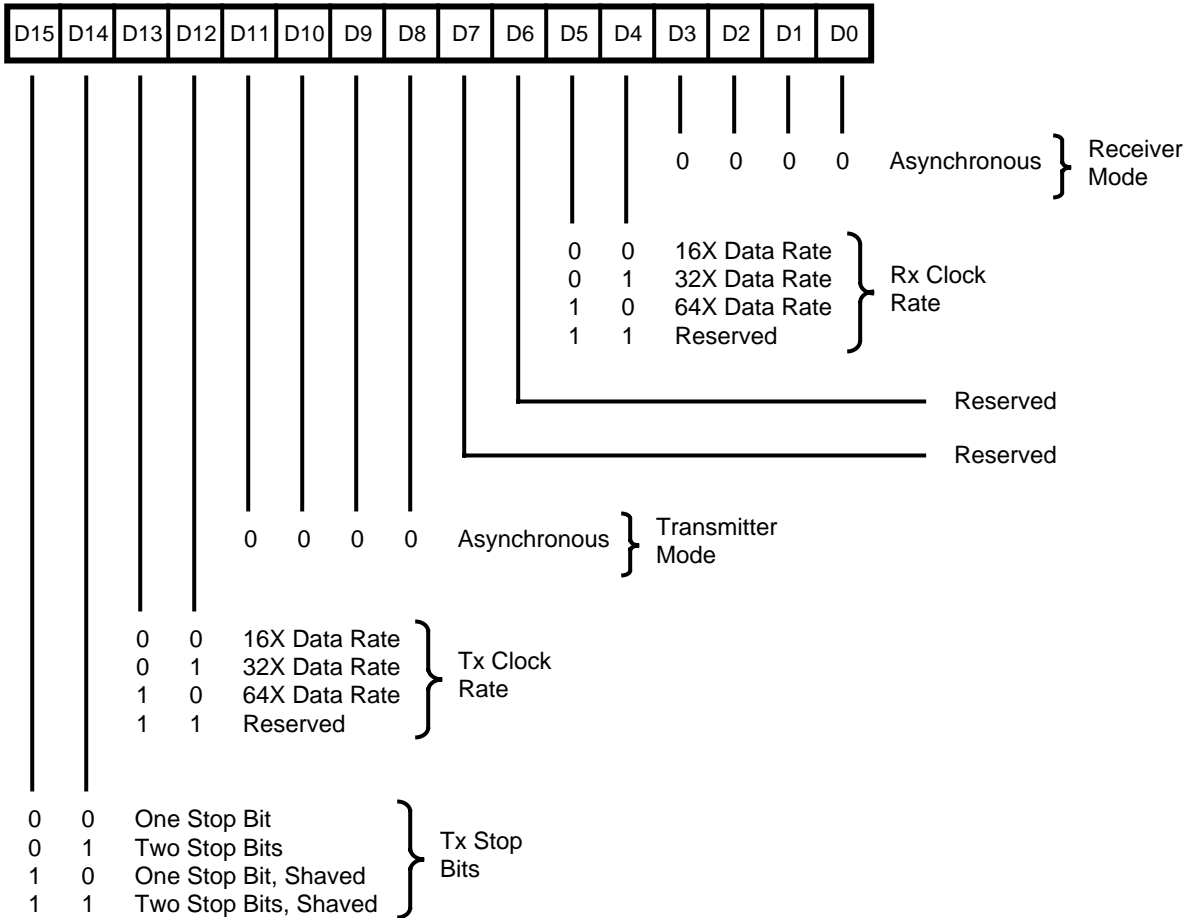 D15 D14 D13 D12 D11 D10 D9 D8 D7 D6 D5 D4 D3 D2 D1 D0
0 0 0 0 Asynchronous
Receiver
Mode
0 0 16X Data Rate
0 1 32X Data Rate
1 0 64X Data Rate
1 1 Reserved
Rx Clock
Rate
Reserved
Reserved
0 0 0 0 Asynchronous
Transmitter
Mode
0 0 16X Data Rate
0 1 32X Data Rate
1 0 64X Data Rate
1 1 Reserved
Tx Clock
Rate
0 0 One Stop Bit
0 1 Two Stop Bits
1 0 One Stop Bit, Shaved
1 1 Two Stop Bits, Shaved
Tx Stop
Bits